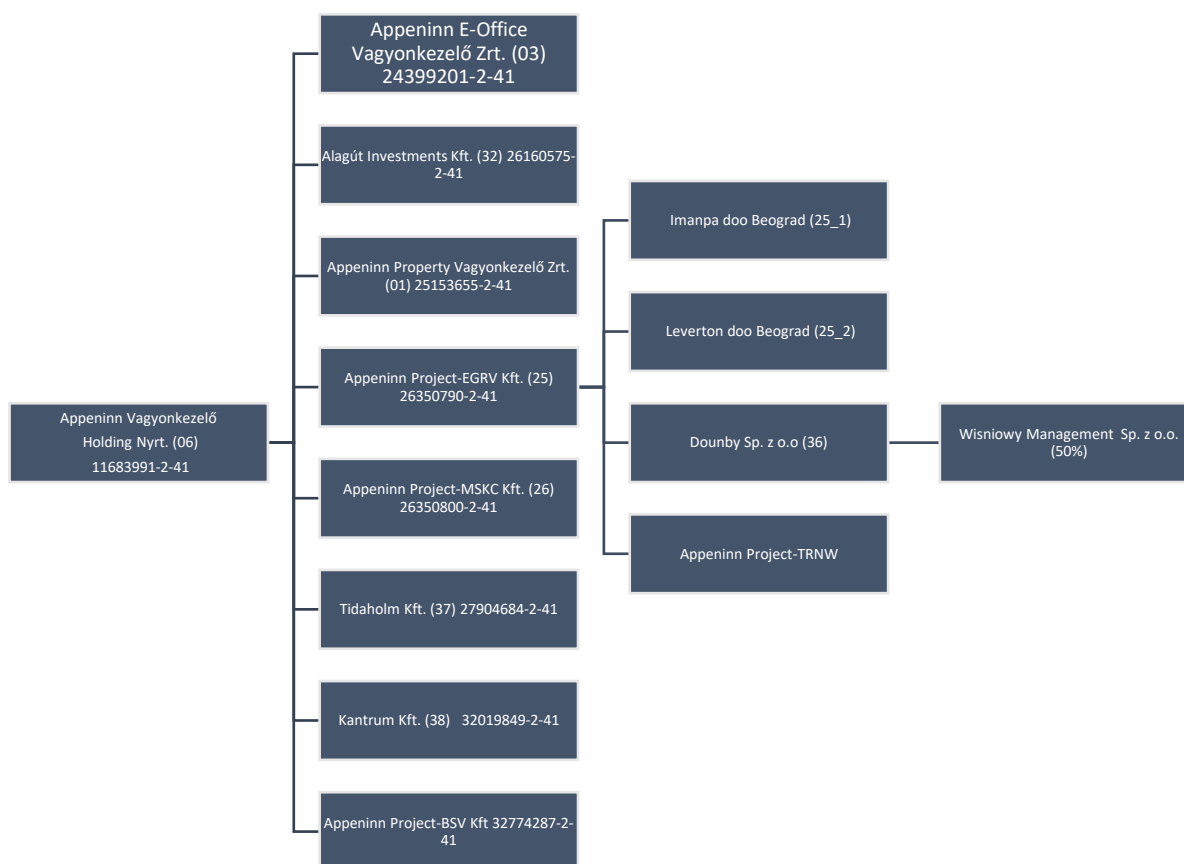 Appeninn E-Office
Vagyonkezelő Zrt. (03)
24399201-2-41
Alagút Investments Kft. (32) 26160575-
2-41
Imanpa doo Beograd (25_1)
Appeninn Property Vagyonkezelő Zrt.
(01) 25153655-2-41
Leverton doo Beograd (25_2)
Appeninn Project-EGRV Kft. (25)
26350790-2-41
Appeninn Vagyonkezelő
Holding Nyrt. (06)
11683991-2-41
Dounby Sp. z o.o (36)
Wisniowy Management Sp. z o.o.
(50%)
Appeninn Project-MSKC Kft. (26)
26350800-2-41
Appeninn Project-TRNW
Tidaholm Kft. (37) 27904684-2-41
Kantrum Kft. (38) 32019849-2-41
Appeninn Project-BSV Kft 32774287-2-
41